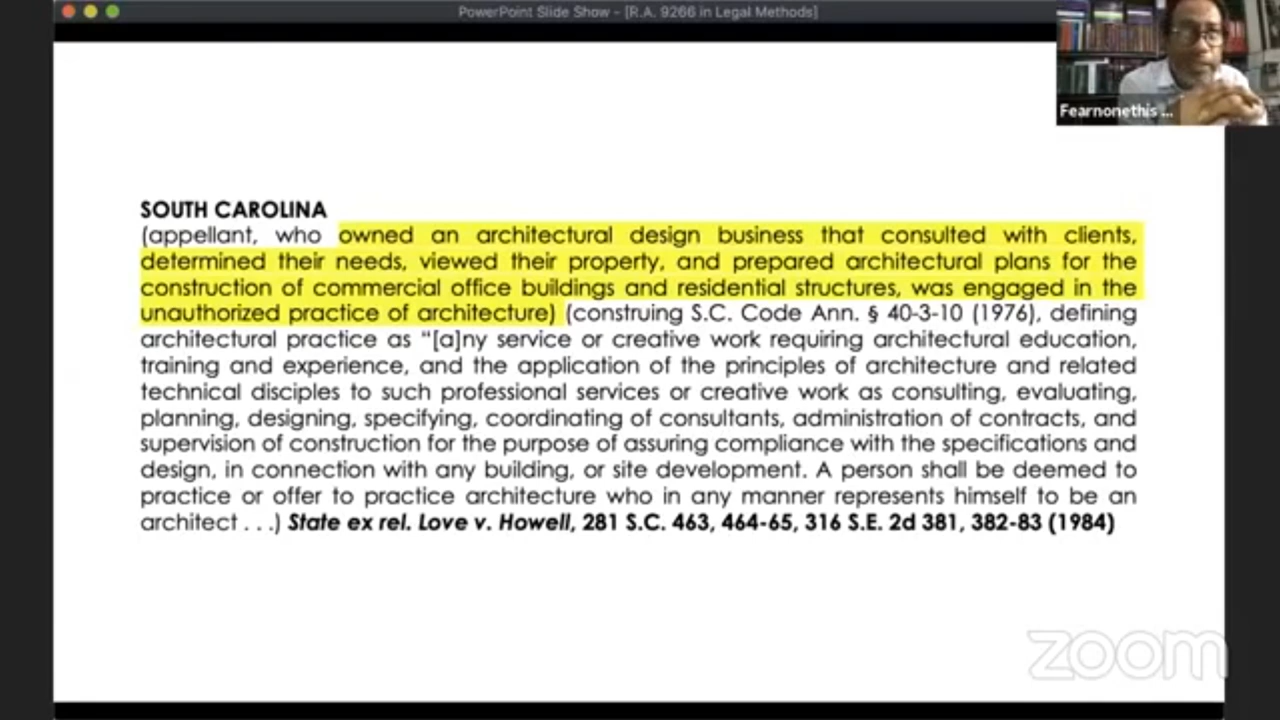 PowerPoint Slide Show - [R.A. 9266 in Legal Methods]
Fearnonethis ...
SOUTH CAROLINA
(appellant, who owned an architectural design business that consulted with clients,
determined their needs, viewed their property, and prepared architectural plans for the
construction of commercial office buildings and residential structures, was engaged in the
unauthorized practice of architecture) (construing S.C. Code Ann. § 40-3-10 (1976), defining
architectural practice as “[a]ny service or creative work requiring architectural education,
training and experience, and the application of the principles of architecture and related
technical disciples to such professional services or creative work as consulting, evaluating,
planning, designing, specifying, coordinating of consultants, administration of contracts, and
supervision of construction for the purpose of assuring compliance with the specifications and
design, in connection with any building, or site development. A person shall be deemed to
practice or offer to practice architecture who in any manner represents himself to be an
architect . . .) State ex rel. Love v. Howell, 281 S.C. 463, 464-65, 316 S.E. 2d 381, 382-83 (1984)
zoom